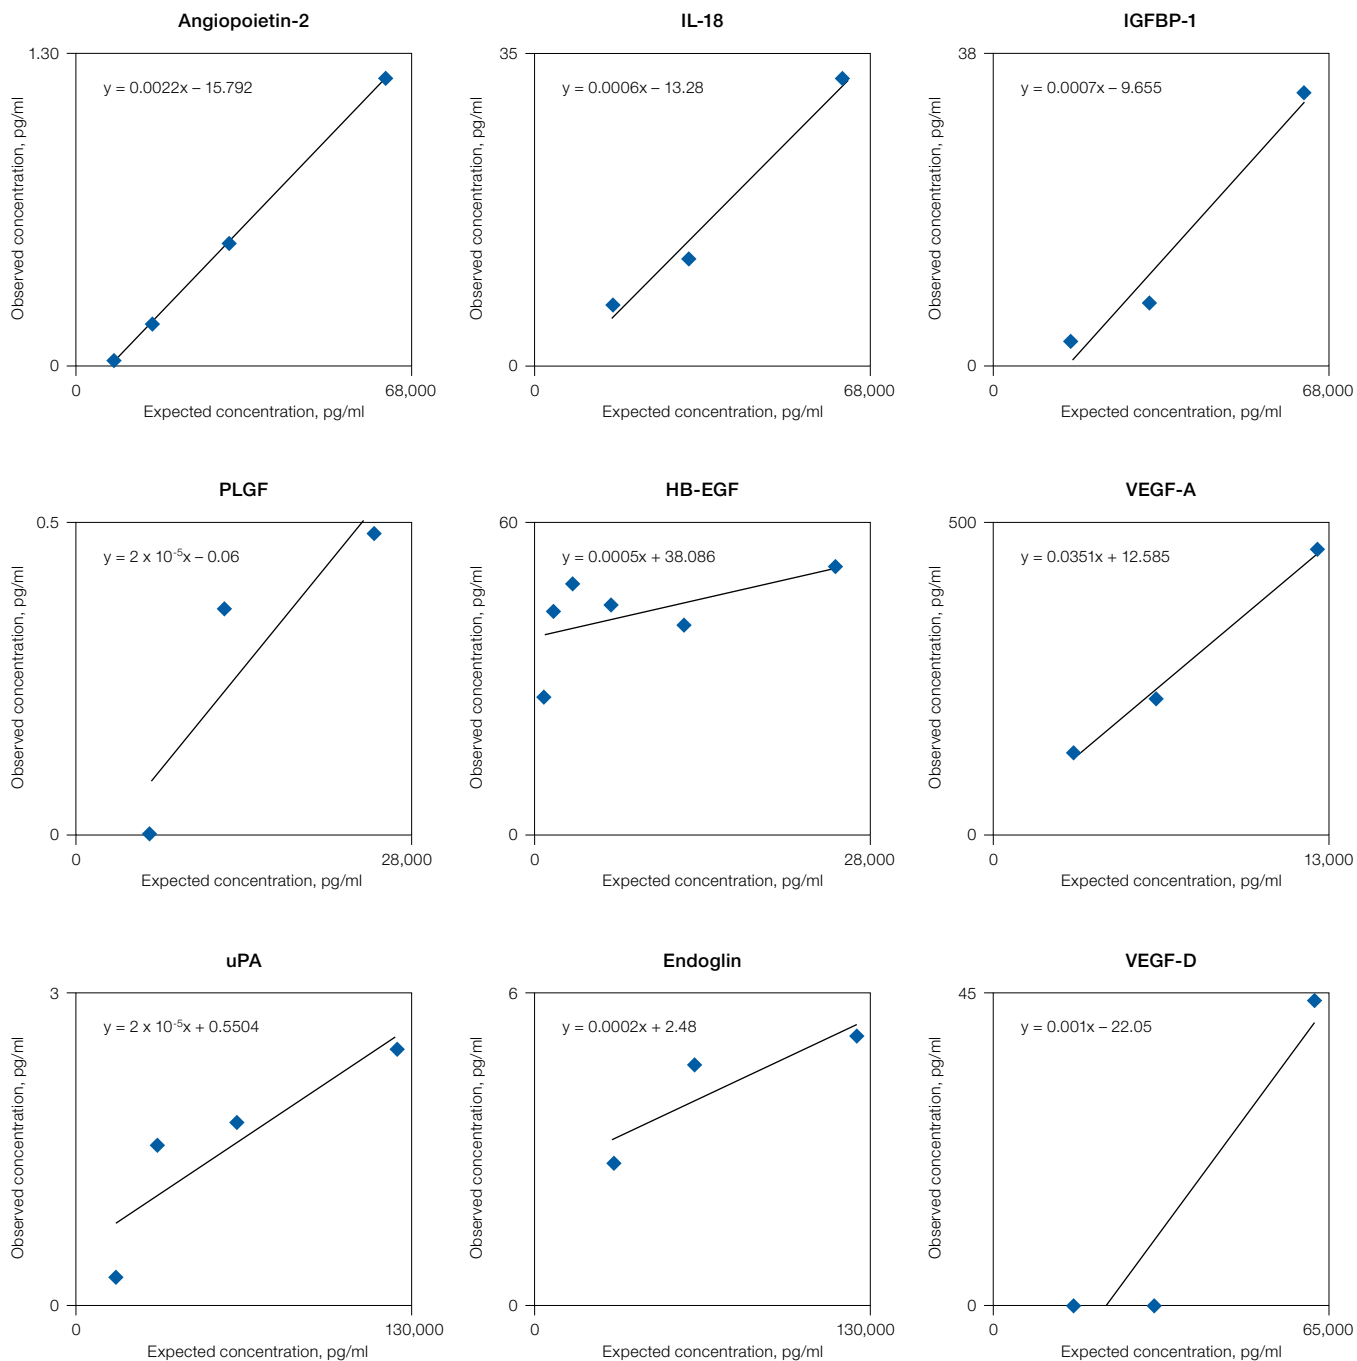 Angiopoietin-2
1.30
y = 0.0022x – 15.792
Observed concentration, pg/ml
0
0
68,000
Expected concentration, pg/ml
IL-18
35
y = 0.0006x – 13.28
Observed concentration, pg/ml
0
0
68,000
Expected concentration, pg/ml
IGFBP-1
38
y = 0.0007x – 9.655
Observed concentration, pg/ml
0
0
68,000
Expected concentration, pg/ml
PLGF
0.5
y = 2 x 10⁻⁵x – 0.06
Observed concentration, pg/ml
0
0
28,000
Expected concentration, pg/ml
HB-EGF
60
y = 0.0005x + 38.086
Observed concentration, pg/ml
0
0
28,000
Expected concentration, pg/ml
VEGF-A
500
y = 0.0351x + 12.585
Observed concentration, pg/ml
0
0
13,000
Expected concentration, pg/ml
uPA
3
y = 2 x 10⁻⁵x + 0.5504
Observed concentration, pg/ml
0
0
130,000
Expected concentration, pg/ml
Endoglin
6
y = 0.0002x + 2.48
Observed concentration, pg/ml
0
0
130,000
Expected concentration, pg/ml
VEGF-D
45
y = 0.001x – 22.05
Observed concentration, pg/ml
0
0
65,000
Expected concentration, pg/ml